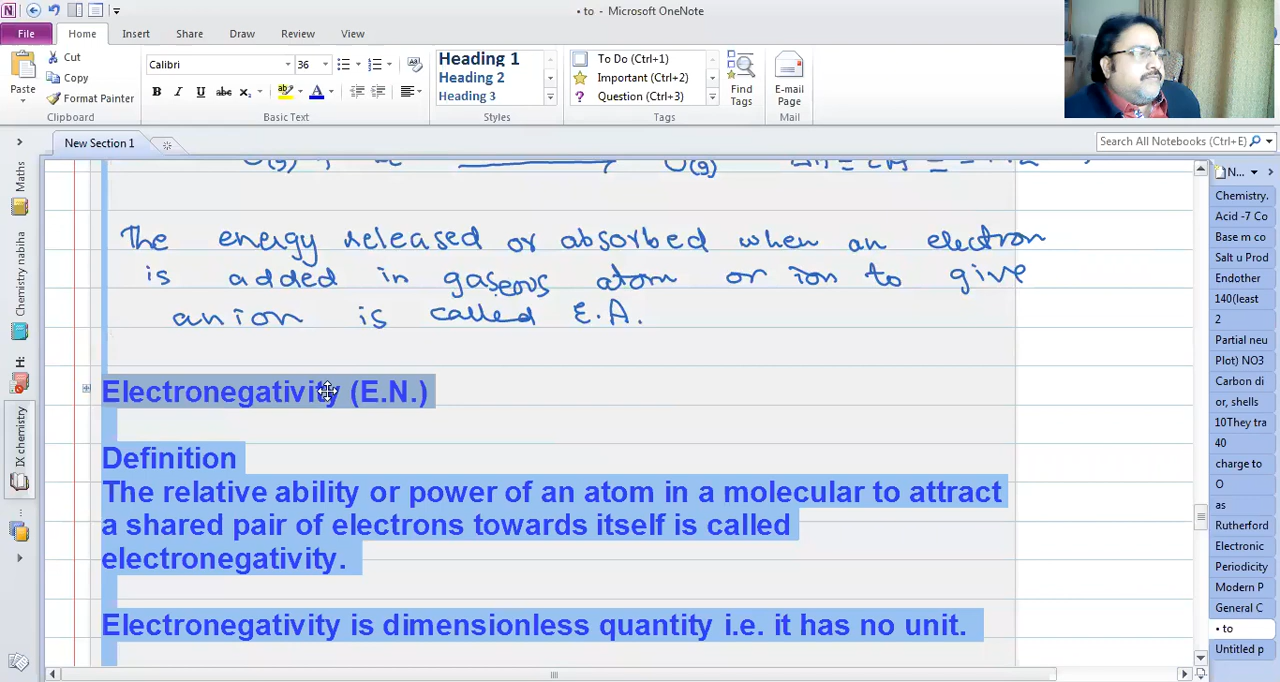 • to - Microsoft OneNote
File Home Insert Share Draw Review View
Paste Cut Copy Format Painter
Clipboard
Calibri 36
B I U abc
Basic Text
Heading 1
Heading 2
Heading 3
Styles
To Do (Ctrl+1)
Important (Ctrl+2)
Question (Ctrl+3)
Tags
Find Tags
E-mail Page
Mail
New Section 1
Search All Notebooks (Ctrl+E)
Maths
Chemistry nabiha
IX chemistry
The energy released or absorbed when an electron
is added in gaseous atom or ion to give
anion is called E.A.
Electronegativity (E.N.)
Definition
The relative ability or power of an atom in a molecular to attract
a shared pair of electrons towards itself is called
electronegativity.
Electronegativity is dimensionless quantity i.e. it has no unit.
N...
Chemistry.
Acid -7 Co
Base m co
Salt u Prod
Endother
140(least
2
Partial neu
Plot) NO3
Carbon di
or, shells
10They tra
40
charge to
O
as
Rutherford
Electronic
Periodicity
Modern P
General C
• to
Untitled p